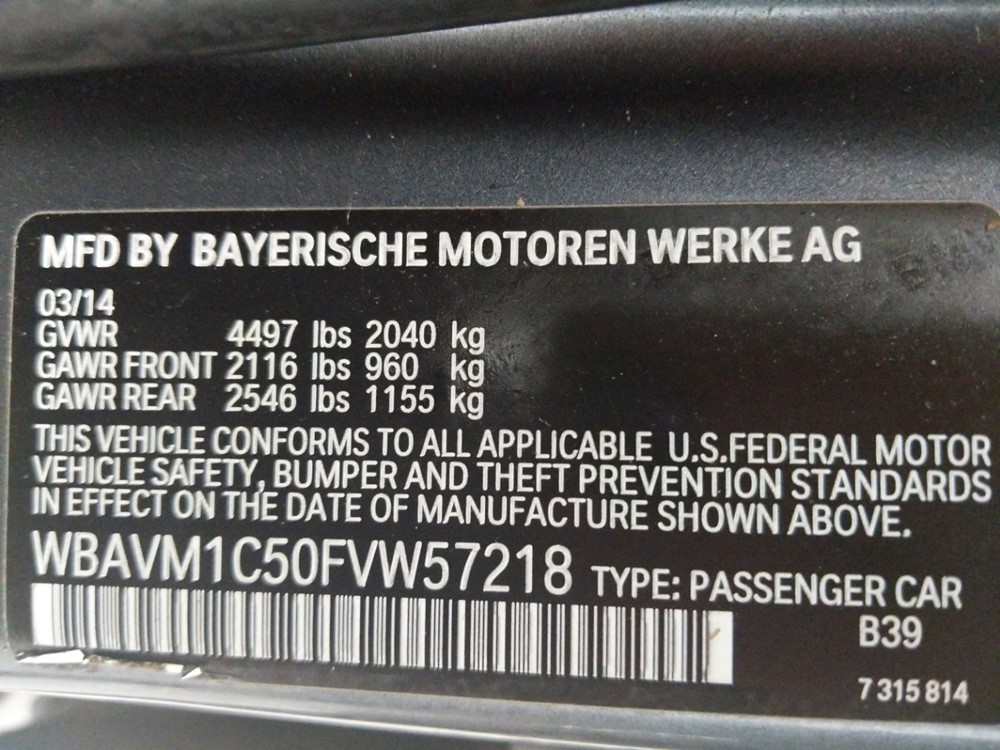 MFD BY BAYERISCHE MOTOREN WERKE AG
03/14
GVWR 4497 lbs 2040 kg
GAWR FRONT 2116 lbs 960 kg
GAWR REAR 2546 lbs 1155 kg
THIS VEHICLE CONFORMS TO ALL APPLICABLE U.S.FEDERAL MOTOR
VEHICLE SAFETY, BUMPER AND THEFT PREVENTION STANDARDS
IN EFFECT ON THE DATE OF MANUFACTURE SHOWN ABOVE.
WBAVM1C50FVW57218 TYPE: PASSENGER CAR
B39
7 315 814